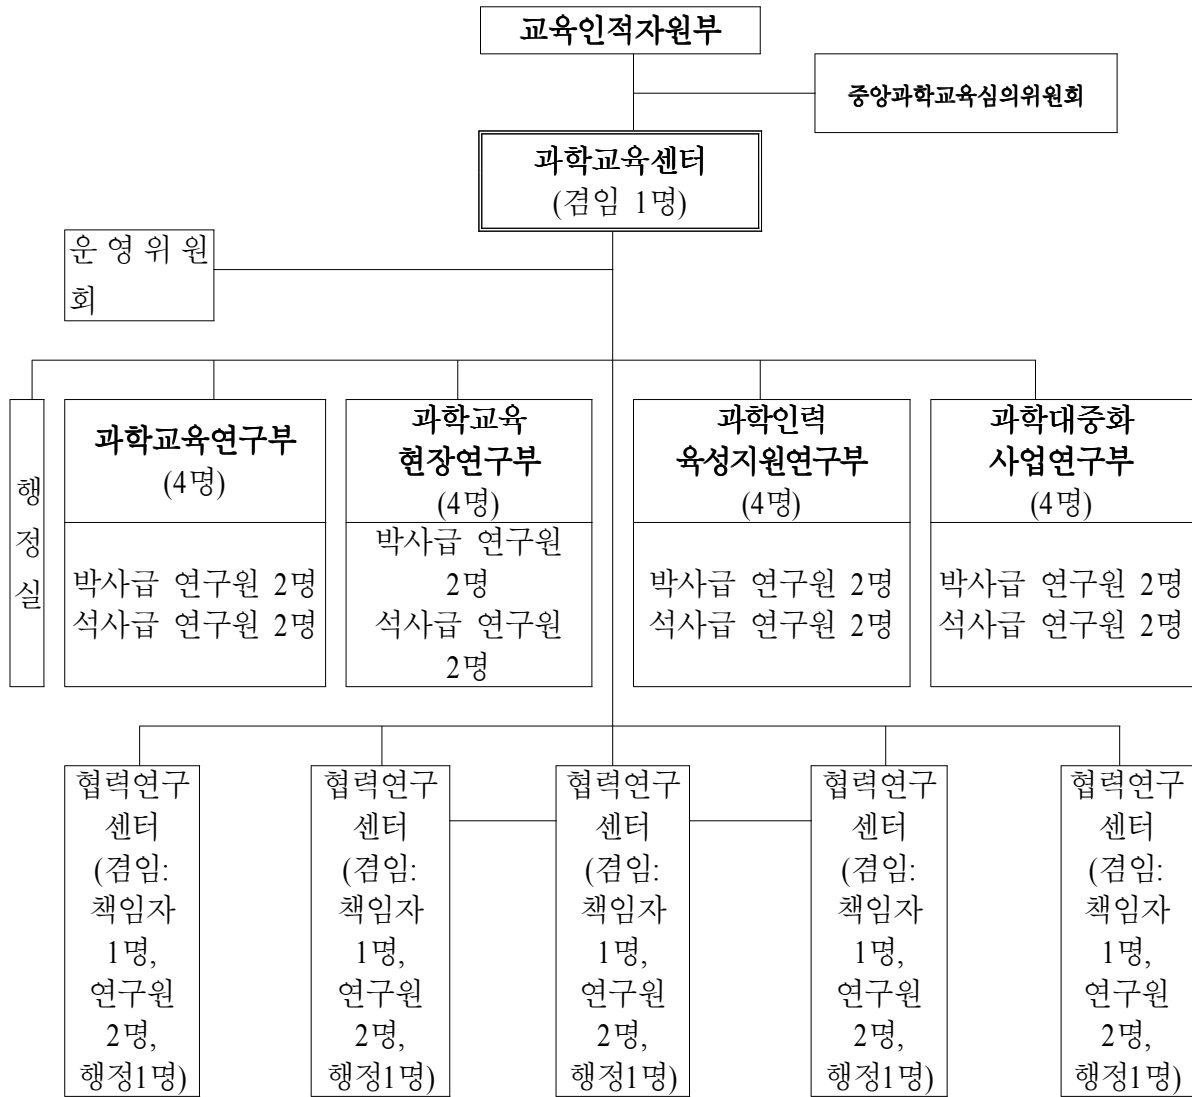 교육인적자원부
중앙과학교육심의위원회
과학교육센터
(겸임 1명)
운영위원
회
행
정
실
과학교육연구부
(4명)
박사급 연구원 2명
석사급 연구원 2명
과학교육
현장연구부
(4명)
박사급 연구원
2명
석사급 연구원
2명
과학인력
육성지원연구부
(4명)
박사급 연구원 2명
석사급 연구원 2명
과학대중화
사업연구부
(4명)
박사급 연구원 2명
석사급 연구원 2명
협력연구
센터
(겸임:
책임자
1명,
연구원
2명,
행정1명)
협력연구
센터
(겸임:
책임자
1명,
연구원
2명,
행정1명)
협력연구
센터
(겸임:
책임자
1명,
연구원
2명,
행정1명)
협력연구
센터
(겸임:
책임자
1명,
연구원
2명,
행정1명)
협력연구
센터
(겸임:
책임자
1명,
연구원
2명,
행정1명)